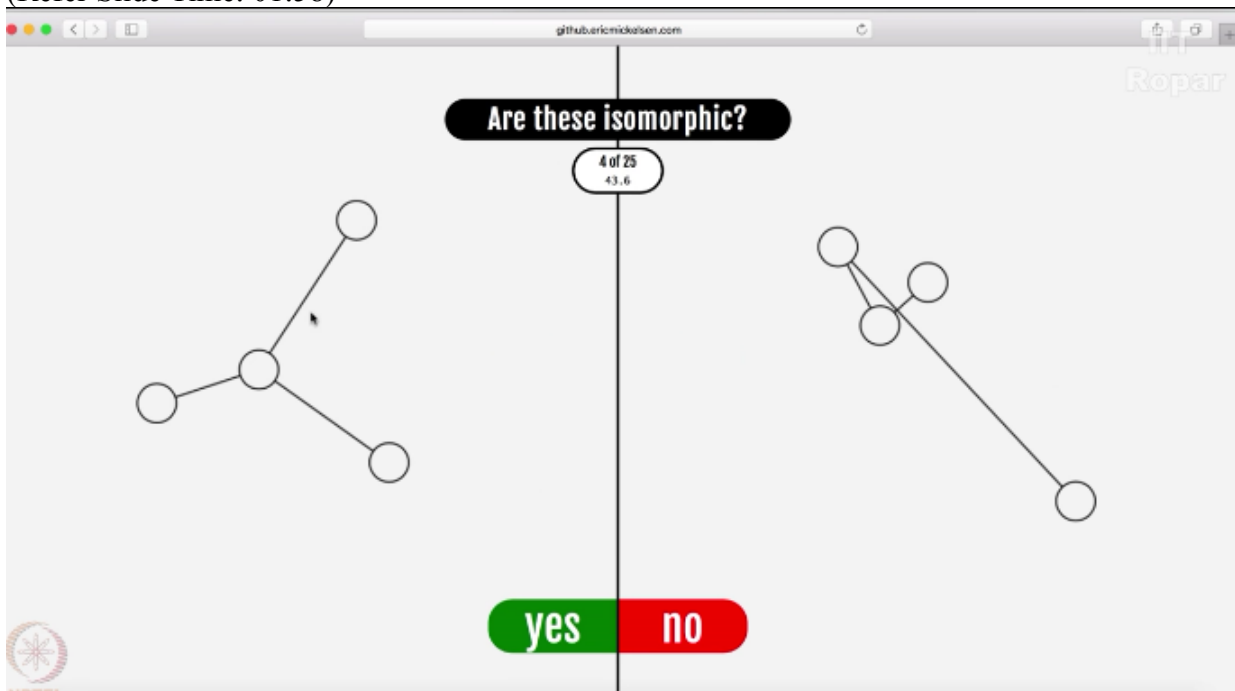 (Refer Slide Time: 01:56)
github.ericmickelsen.com
IIT
Ropar
Are these isomorphic?
4 of 25
43.6
yes
no